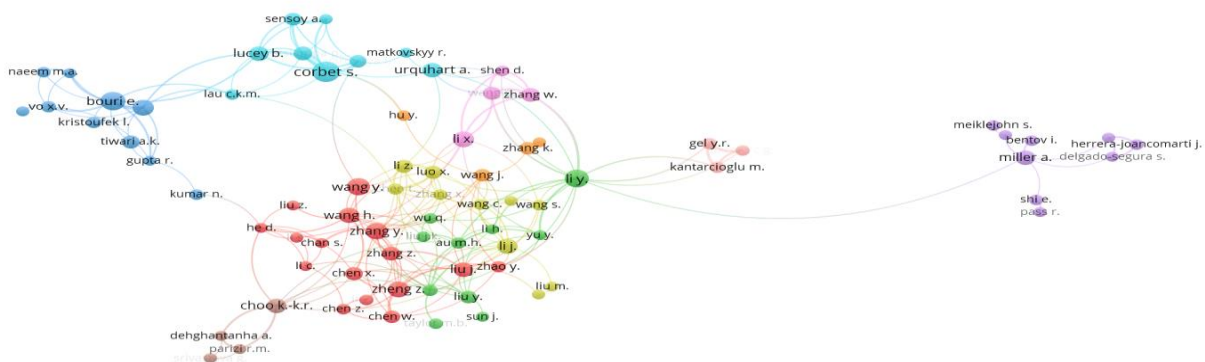 sensoy a.
lucey b.
matkovskyy r.
corbet s.
urquhart a.
shen d.
naeem m.a.
bouri e.
vo x.v.
lau c.k.m.
zhang w.
kristoufek l.
hu y.
tiwari a.k.
li x.
zhang k.
gupta r.
li z.
luo x.
wang j.
li y.
gel y.r.
kantarcioglu m.
meiklejohn s.
bentov i.
herrera-joancomarti j.
miller a.
delgado-segura s.
shi e.
pass r.
kumar n.
wang y.
zhang x.
liu z.
wang h.
wang c.
wang s.
wu q.
he d.
zhang y.
li h.
yu y.
chan s.
au m.h.
li j.
zhang z.
li c.
chen x.
liu j.
zhao y.
zheng z.
liu y.
liu m.
choo k.-k.r.
chen z.
chen w.
sun j.
dehghantanha a.
parizi r.m.